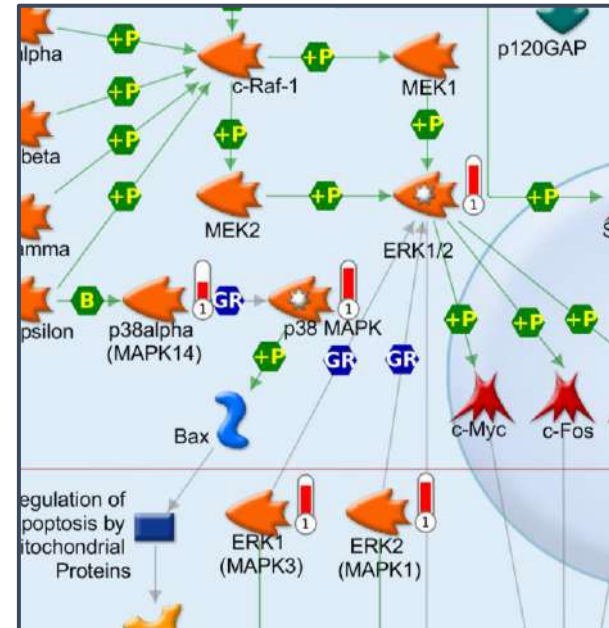 lpha
+P
c-Raf-1
+P
MEK1
p120GAP
+P
beta
+P
+P
+P
MEK2
+P
ERK1/2
1
+P
amma
+P
psilon
B
p38alpha
(MAPK14)
1
GR
p38 MAPK
1
+P
GR
GR
+P
+P
+P
Bax
c-Myc
c-Fos
egulation of
poptosis by
itochondrial
Proteins
ERK1
(MAPK3)
1
ERK2
(MAPK1)
1